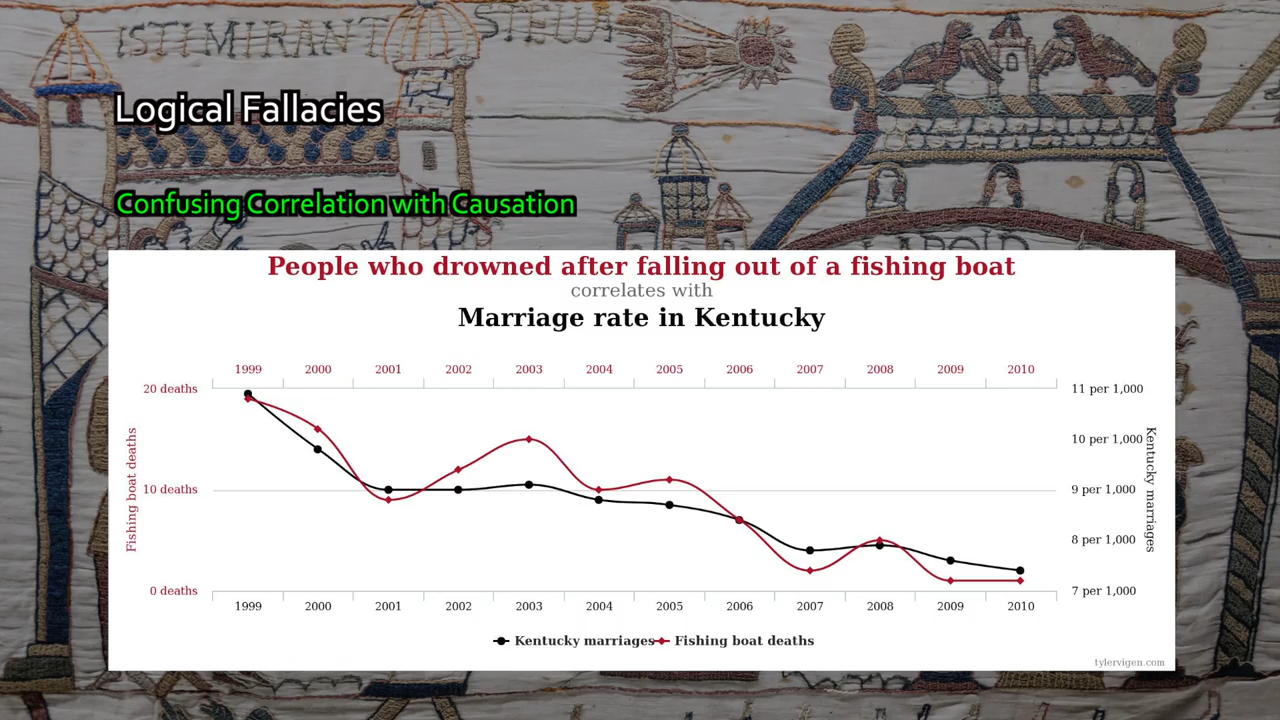 ISTI MIRANT
STELLA
Logical Fallacies
Confusing Correlation with Causation
HAROLD
People who drowned after falling out of a fishing boat
correlates with
Marriage rate in Kentucky
1999 2000 2001 2002 2003 2004 2005 2006 2007 2008 2009 2010
20 deaths
11 per 1,000
10 per 1,000
10 deaths
9 per 1,000
8 per 1,000
0 deaths
7 per 1,000
Fishing boat deaths
Kentucky marriages
1999 2000 2001 2002 2003 2004 2005 2006 2007 2008 2009 2010
Kentucky marriages Fishing boat deaths
tylervigen.com